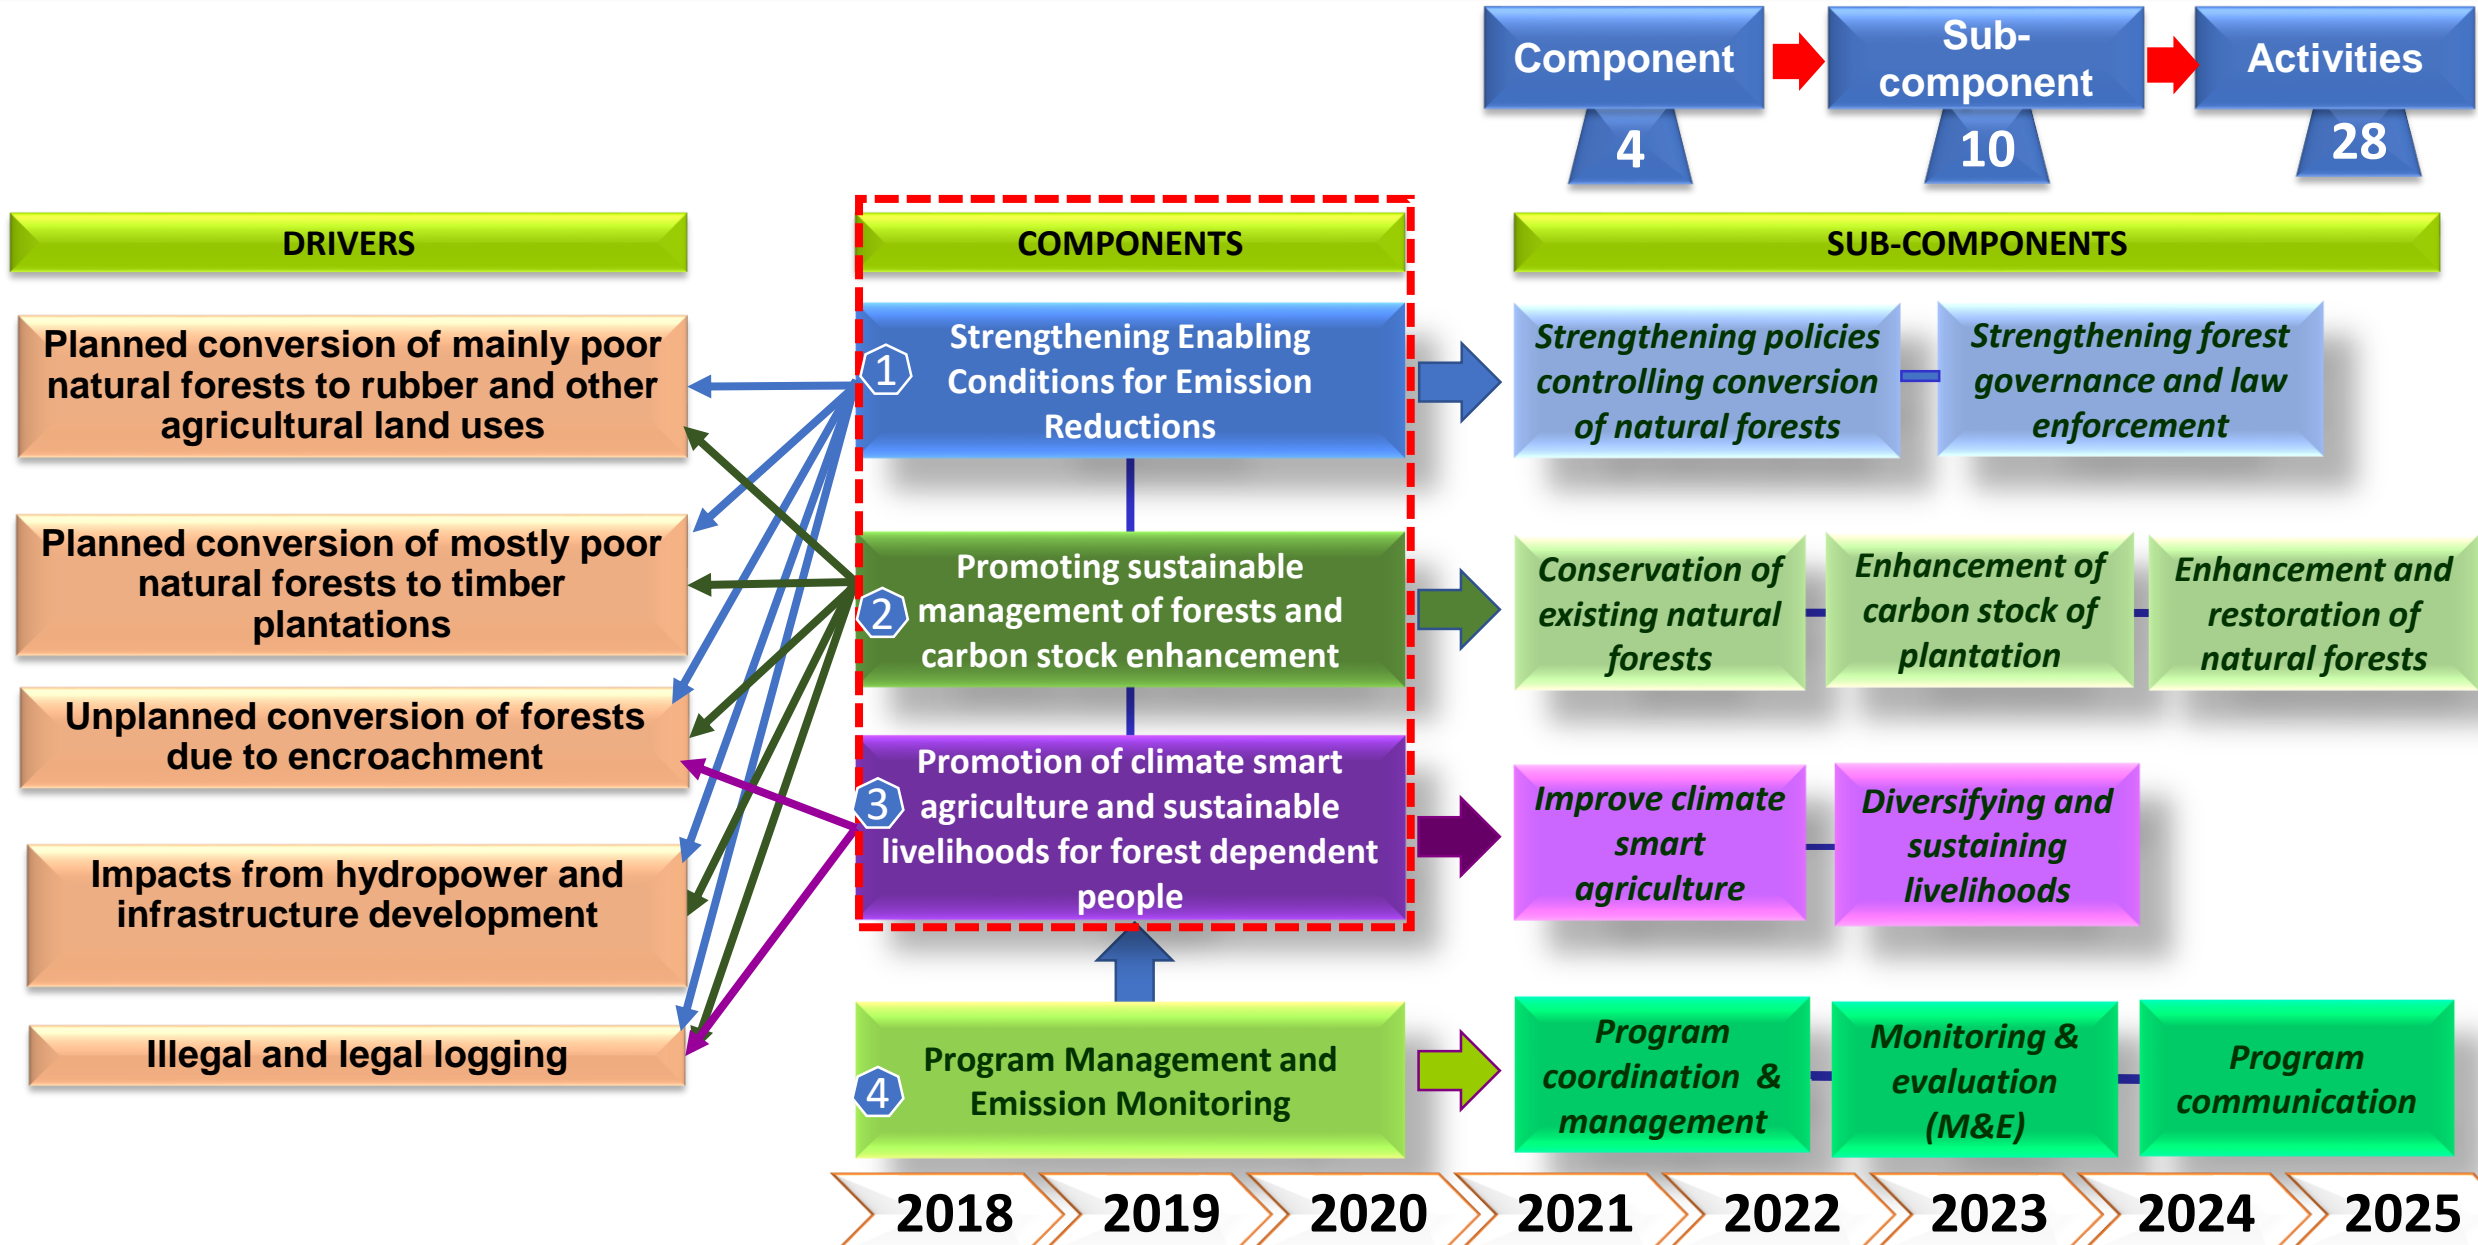 Component
Sub-
component
Activities
4
10
28
DRIVERS
COMPONENTS
SUB-COMPONENTS
Planned conversion of mainly poor
natural forests to rubber and other
agricultural land uses
Planned conversion of mostly poor
natural forests to timber
plantations
Unplanned conversion of forests
due to encroachment
Impacts from hydropower and
infrastructure development
Illegal and legal logging
1
Strengthening Enabling
Conditions for Emission
Reductions
2
Promoting sustainable
management of forests and
carbon stock enhancement
3
Promotion of climate smart
agriculture and sustainable
livelihoods for forest dependent
people
4
Program Management and
Emission Monitoring
Strengthening policies
controlling conversion
of natural forests
Strengthening forest
governance and law
enforcement
Conservation of
existing natural
forests
Enhancement of
carbon stock of
plantation
Enhancement and
restoration of
natural forests
Improve climate
smart
agriculture
Diversifying and
sustaining
livelihoods
Program
coordination &
management
Monitoring &
evaluation
(M&E)
Program
communication
2018 2019 2020 2021 2022 2023 2024 2025